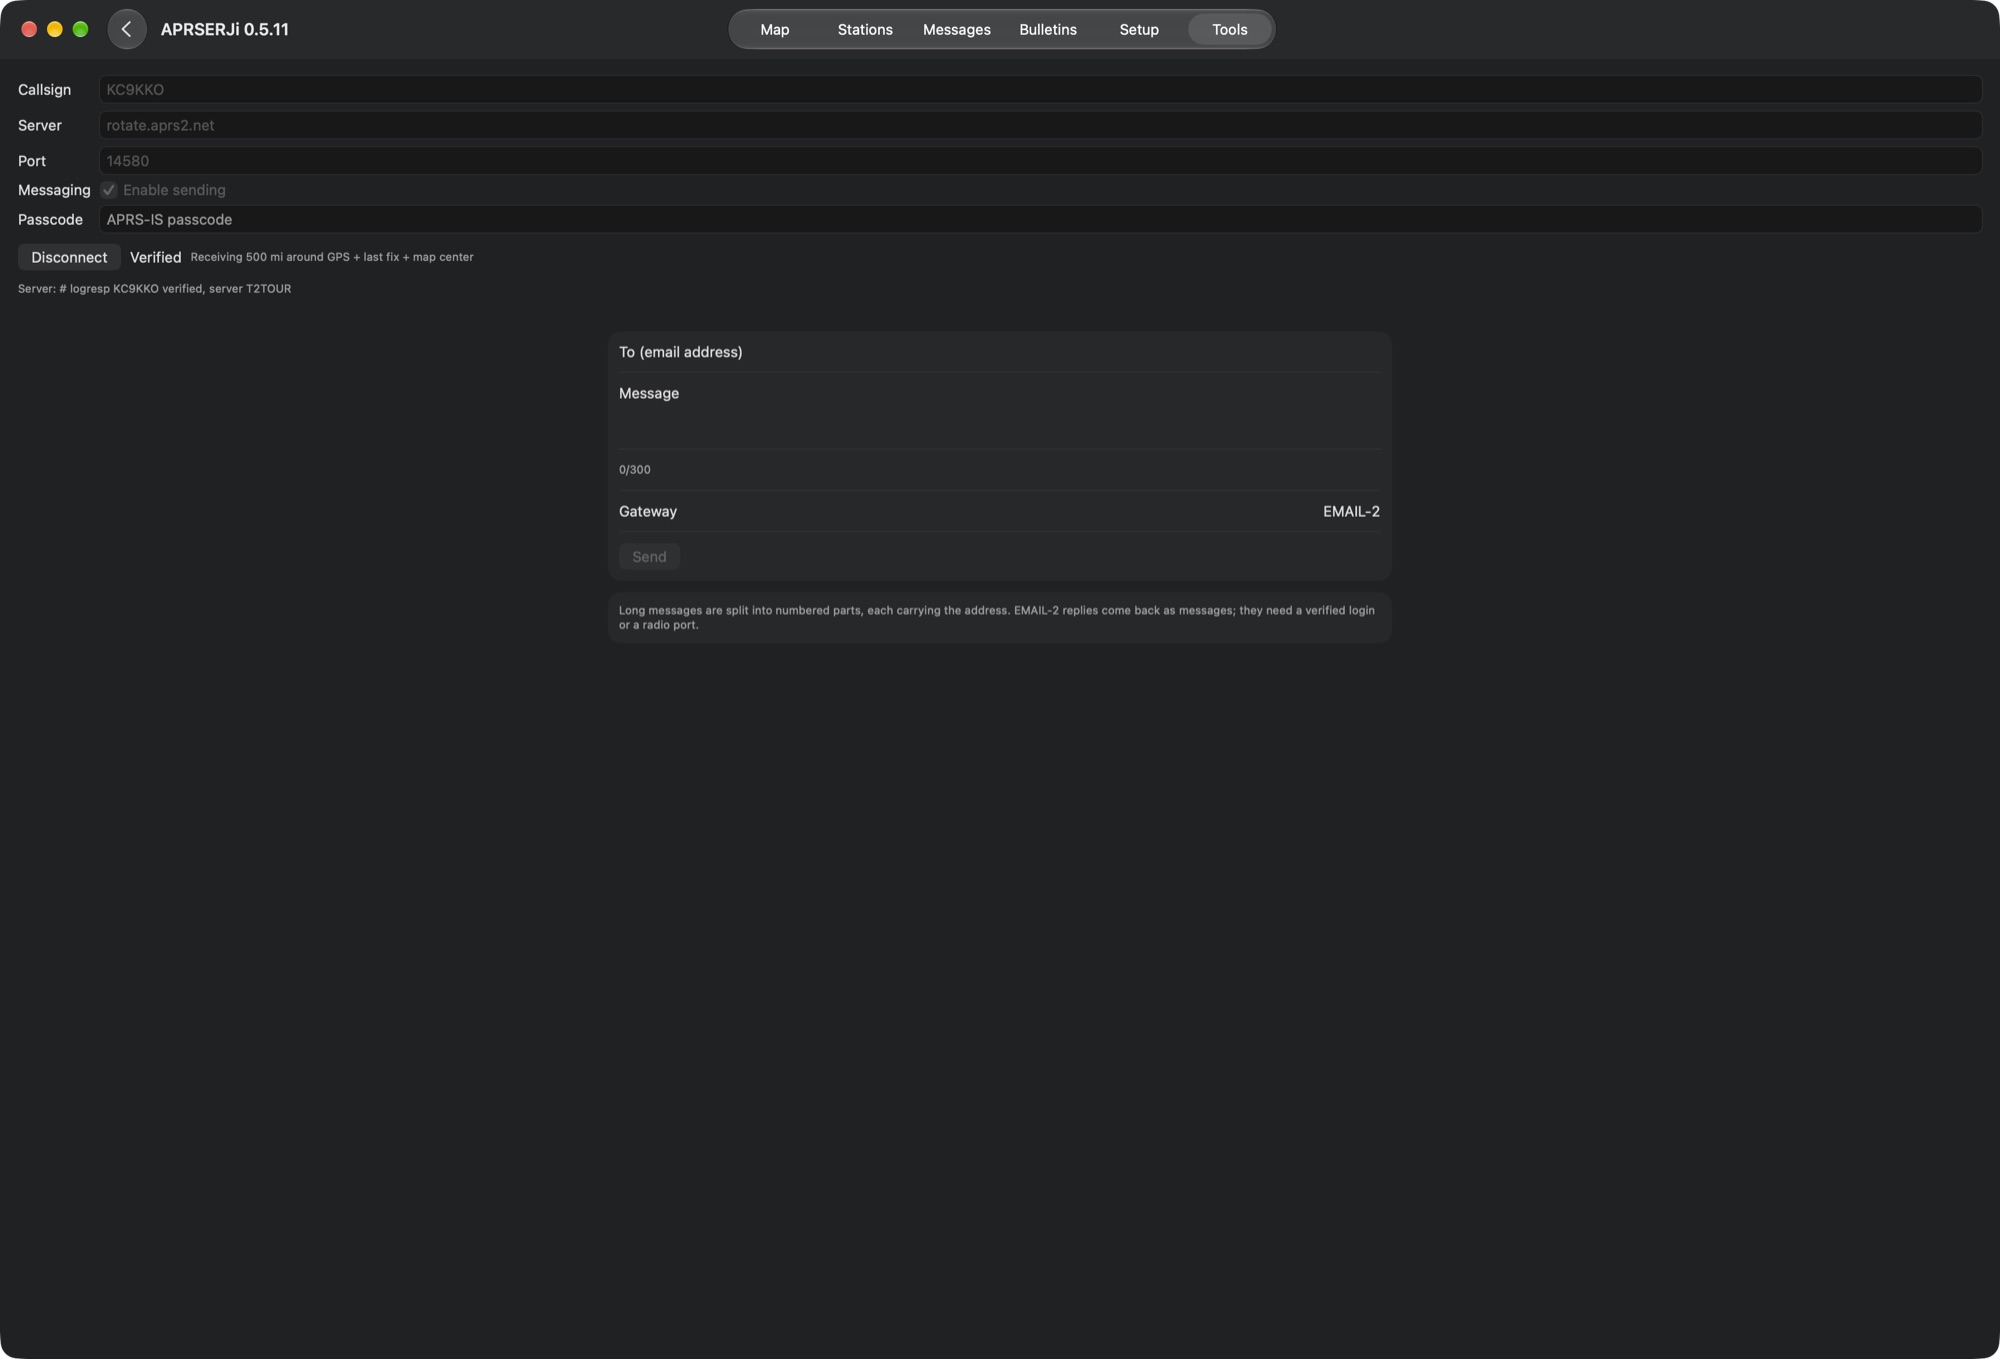 APRSERJi 0.5.11
Map Stations Messages Bulletins Setup Tools
Callsign KC9KKO
Server rotate.aprs2.net
Port 14580
Messaging Enable sending
Passcode APRS-IS passcode
Disconnect Verified Receiving 500 mi around GPS + last fix + map center
Server: # logresp KC9KKO verified, server T2TOUR
To (email address)
Message
0/300
Gateway EMAIL-2
Send
Long messages are split into numbered parts, each carrying the address. EMAIL-2 replies come back as messages; they need a verified login
or a radio port.